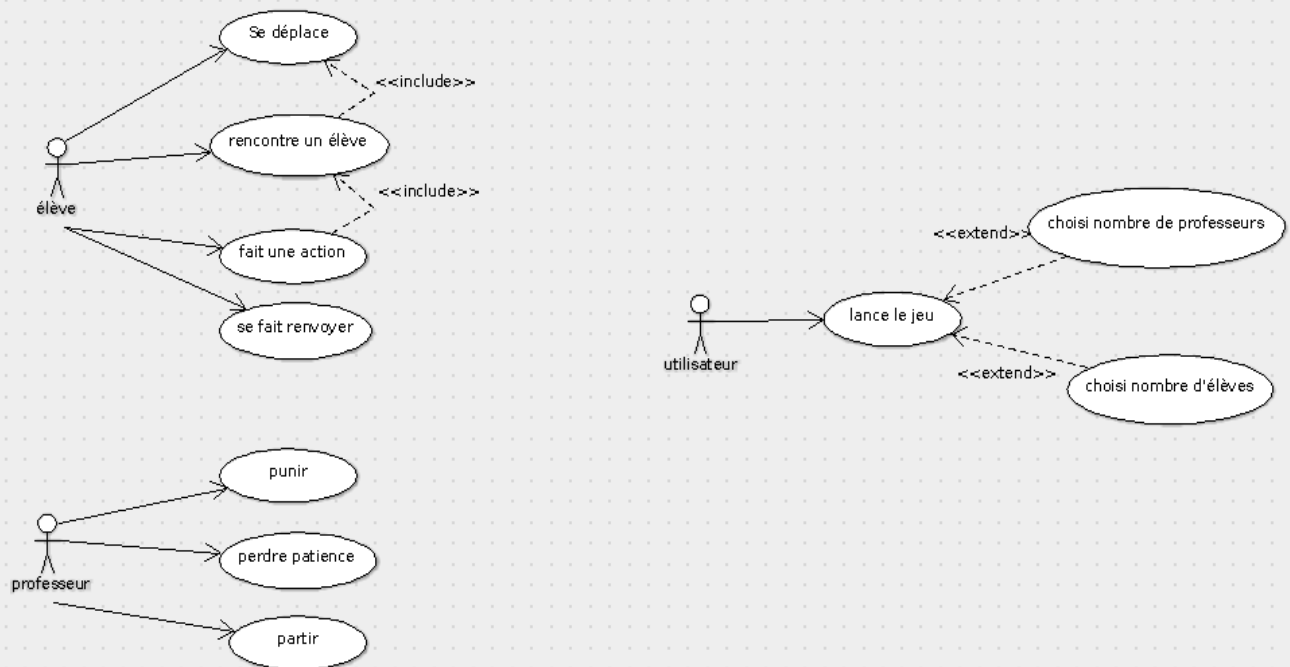 Se déplace
<<include>>
rencontre un élève
<<include>>
élève
fait une action
se fait renvoyer
choisi nombre de professeurs
<<extend>>
lance le jeu
utilisateur
<<extend>>
choisi nombre d'élèves
punir
perdre patience
professeur
partir